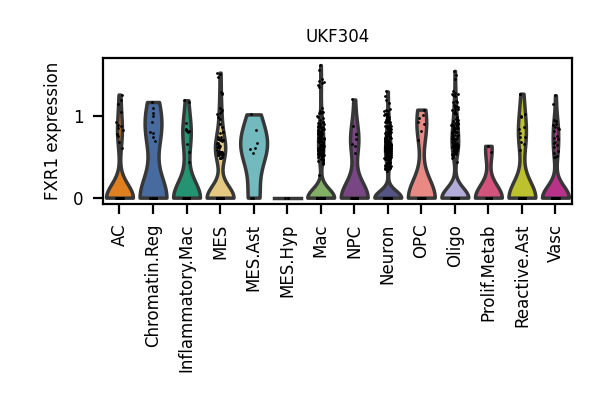 UKF304
FXR1 expression
1
0
AC
Chromatin.Reg
Inflammatory.Mac
MES
MES.Ast
MES.Hyp
Mac
NPC
Neuron
OPC
Oligo
Prolif.Metab
Reactive.Ast
Vasc